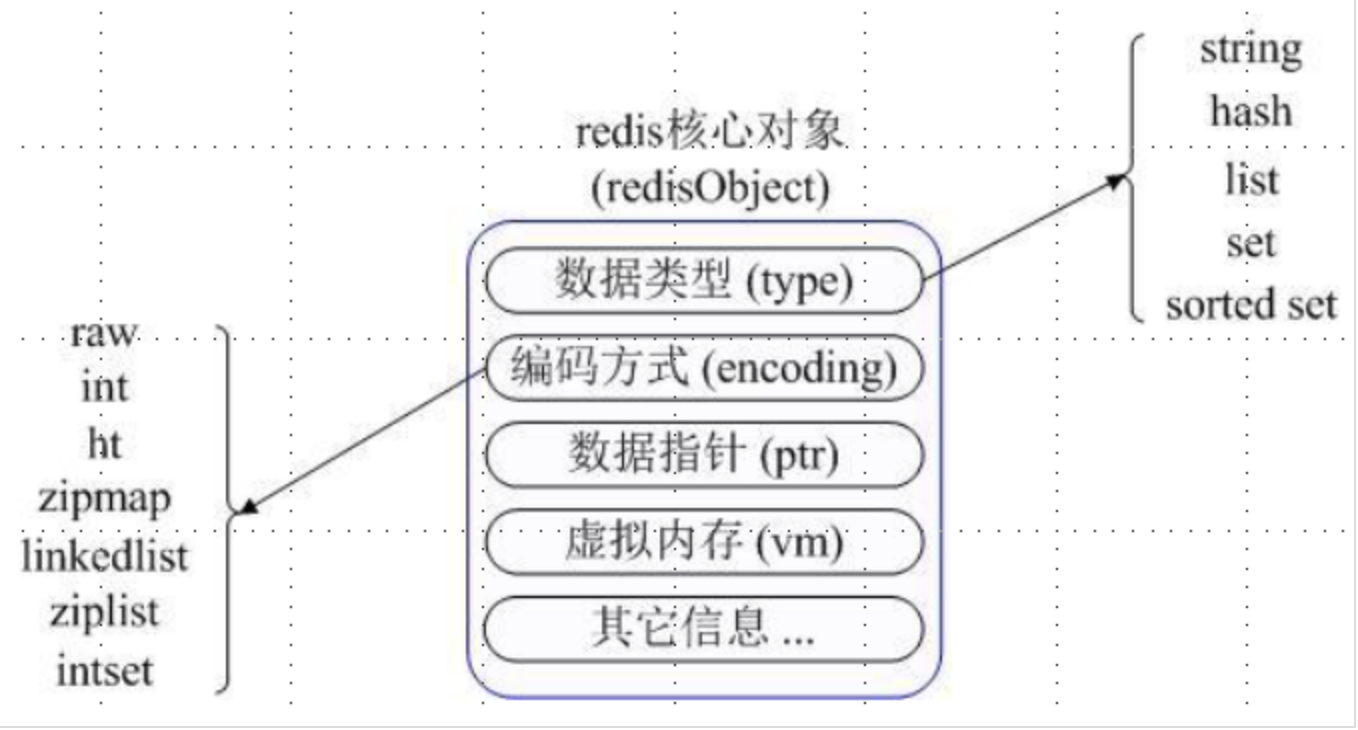 redis核心对象
(redisObject)
数据类型 (type)
编码方式 (encoding)
数据指针 (ptr)
虚拟内存 (vm)
其它信息 ...
string
hash
list
set
sorted set
raw
int
ht
zipmap
linkedlist
ziplist
intset